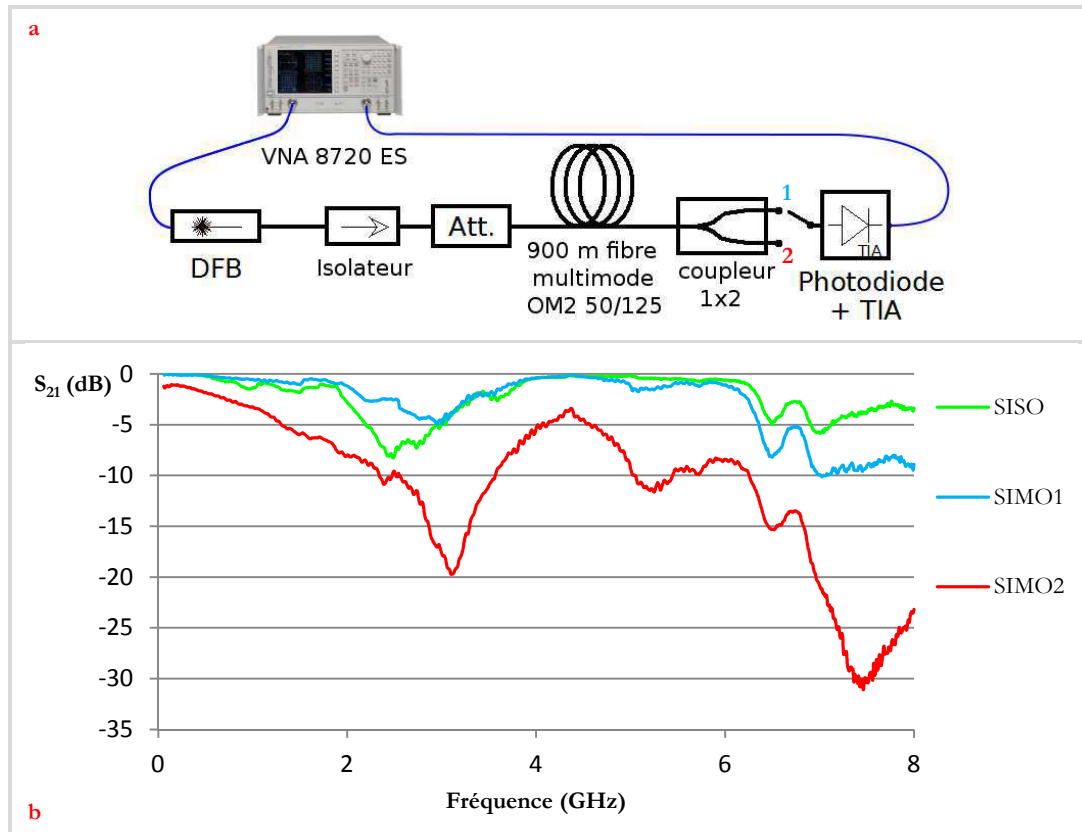 a
VNA 8720 ES
DFB
Isolateur
Att.
900 m fibre
multimode
OM2 50/125
coupleur
1x2
1
2
TIA
Photodiode
+ TIA
S21 (dB)
0
-5
-10
-15
-20
-25
-30
-35
0
2
4
6
8
Fréquence (GHz)
SISO
SIMO1
SIMO2
b